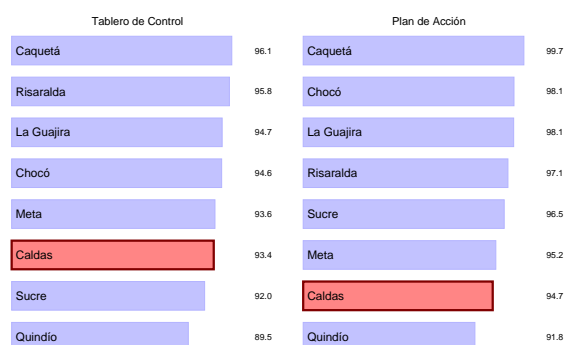 Tablero de Control
Caquetá 96.1
Risaralda 95.8
La Guajira 94.7
Chocó 94.6
Meta 93.6
Caldas 93.4
Sucre 92.0
Quindío 89.5
Plan de Acción
Caquetá 99.7
Chocó 98.1
La Guajira 98.1
Risaralda 97.1
Sucre 96.5
Meta 95.2
Caldas 94.7
Quindío 91.8